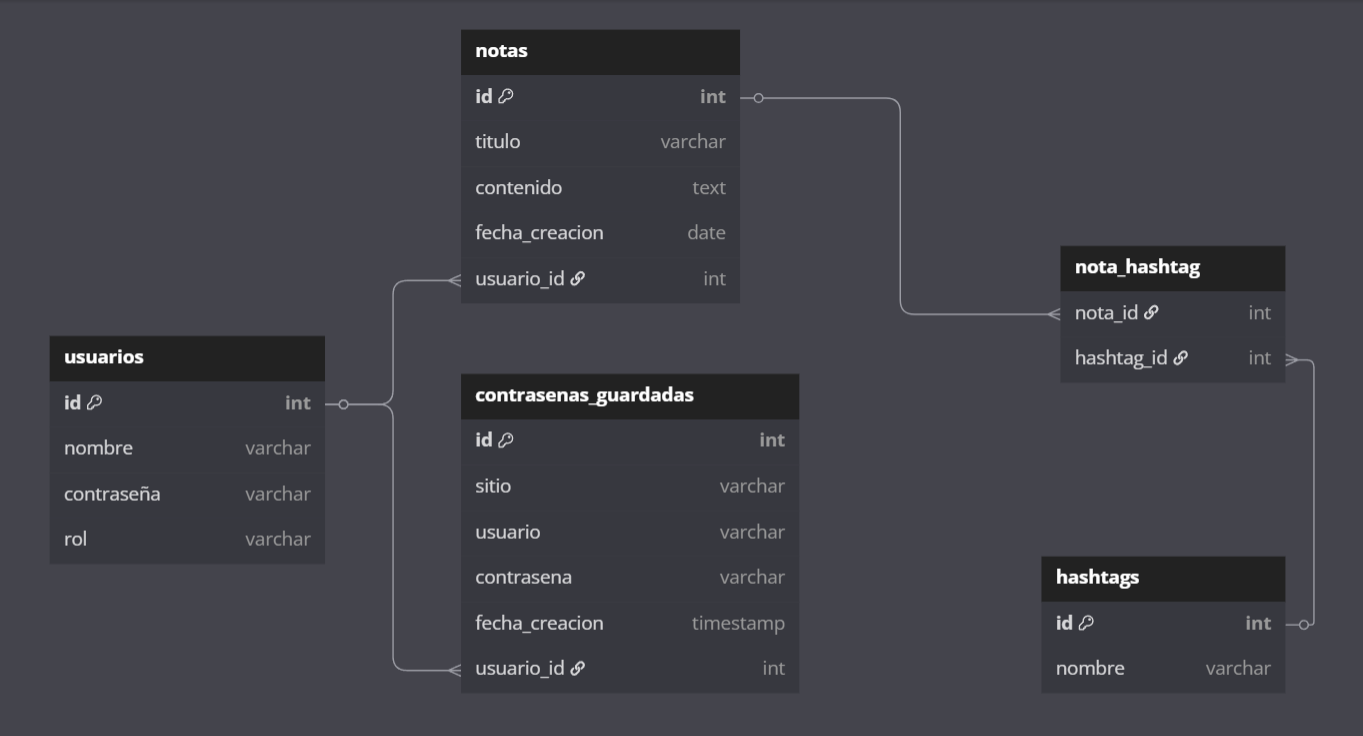 notas
id int
titulo varchar
contenido text
fecha_creacion date
usuario_id int
usuarios
id int
nombre varchar
contraseña varchar
rol varchar
contrasenas_guardadas
id int
sitio varchar
usuario varchar
contrasena varchar
fecha_creacion timestamp
usuario_id int
nota_hashtag
nota_id int
hashtag_id int
hashtags
id int
nombre varchar